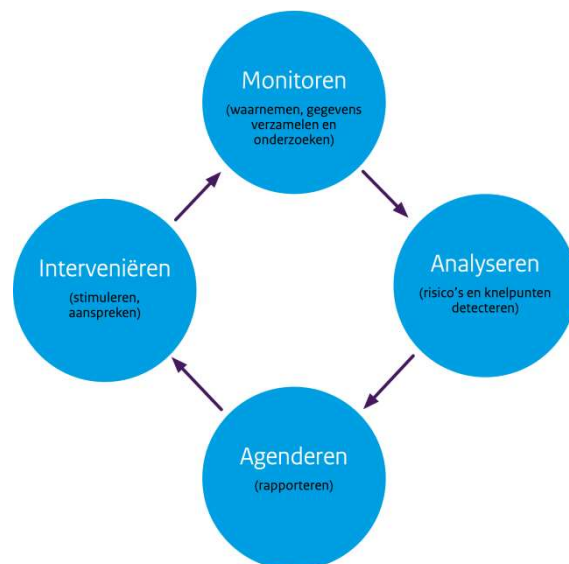 Monitoren
(waarnemen, gegevens
verzamelen en
onderzoeken)
Analyseren
(risico's en knelpunten
detecteren)
Agenderen
(rapporteren)
Interveniëren
(stimuleren,
aanspreken)